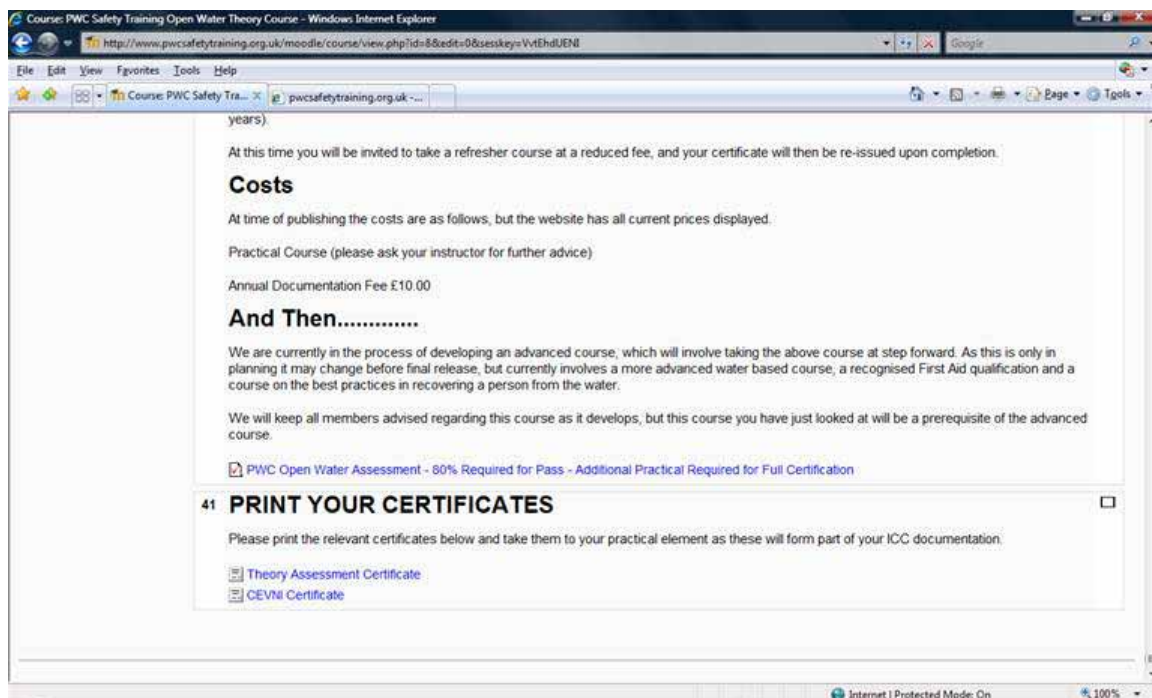 Course: PWC Safety Training Open Water Theory Course - Windows Internet Explorer
http://www.pwcsafetytraining.org.uk/moodle/course/view.php?id=8&edit=0&sesskey=VvtEhdUENI
Google
File Edit View Favorites Tools Help
Course: PWC Safety Tra... pwcsafetytraining.org.uk -...
Page Tools
years).
At this time you will be invited to take a refresher course at a reduced fee, and your certificate will then be re-issued upon completion.
Costs
At time of publishing the costs are as follows, but the website has all current prices displayed.
Practical Course (please ask your instructor for further advice)
Annual Documentation Fee £10.00
And Then.............
We are currently in the process of developing an advanced course, which will involve taking the above course at step forward. As this is only in
planning it may change before final release, but currently involves a more advanced water based course, a recognised First Aid qualification and a
course on the best practices in recovering a person from the water.
We will keep all members advised regarding this course as it develops, but this course you have just looked at will be a prerequisite of the advanced
course.
PWC Open Water Assessment - 80% Required for Pass - Additional Practical Required for Full Certification
41 PRINT YOUR CERTIFICATES
Please print the relevant certificates below and take them to your practical element as these will form part of your ICC documentation.
Theory Assessment Certificate
CEVNI Certificate
Internet | Protected Mode: On 100%